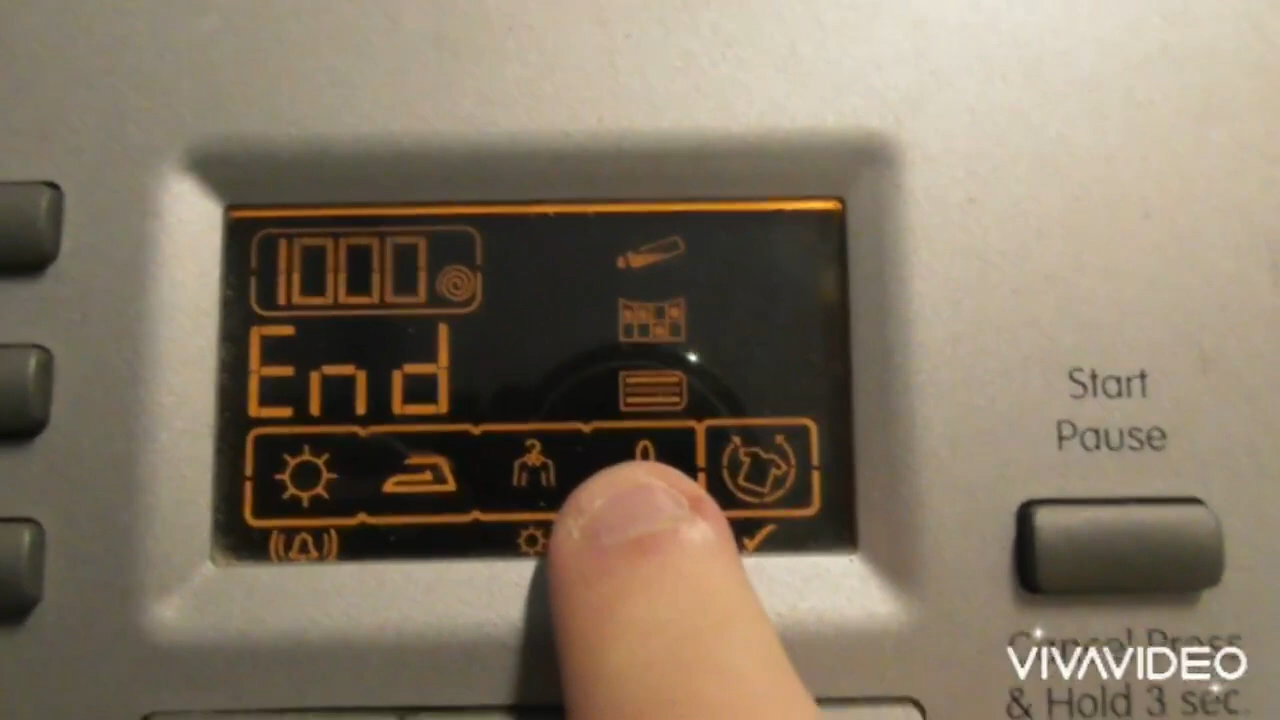 1000
End
Start
Pause
Cancel Press
& Hold 3 sec.
VIVAVIDEO